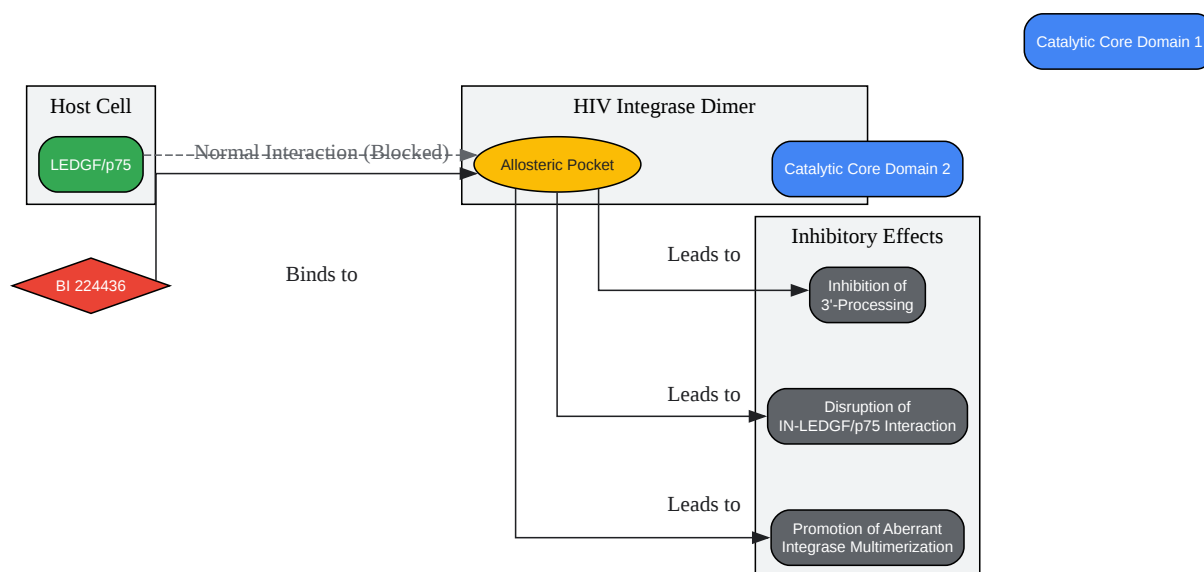 Catalytic Core Domain 1
Host Cell
HIV Integrase Dimer
LEDGF/p75
Normal Interaction (Blocked)
Allosteric Pocket
Catalytic Core Domain 2
Inhibitory Effects
Leads to
BI 224436
Binds to
Inhibition of
3'-Processing
Leads to
Disruption of
IN-LEDGF/p75 Interaction
Leads to
Promotion of Aberrant
Integrase Multimerization